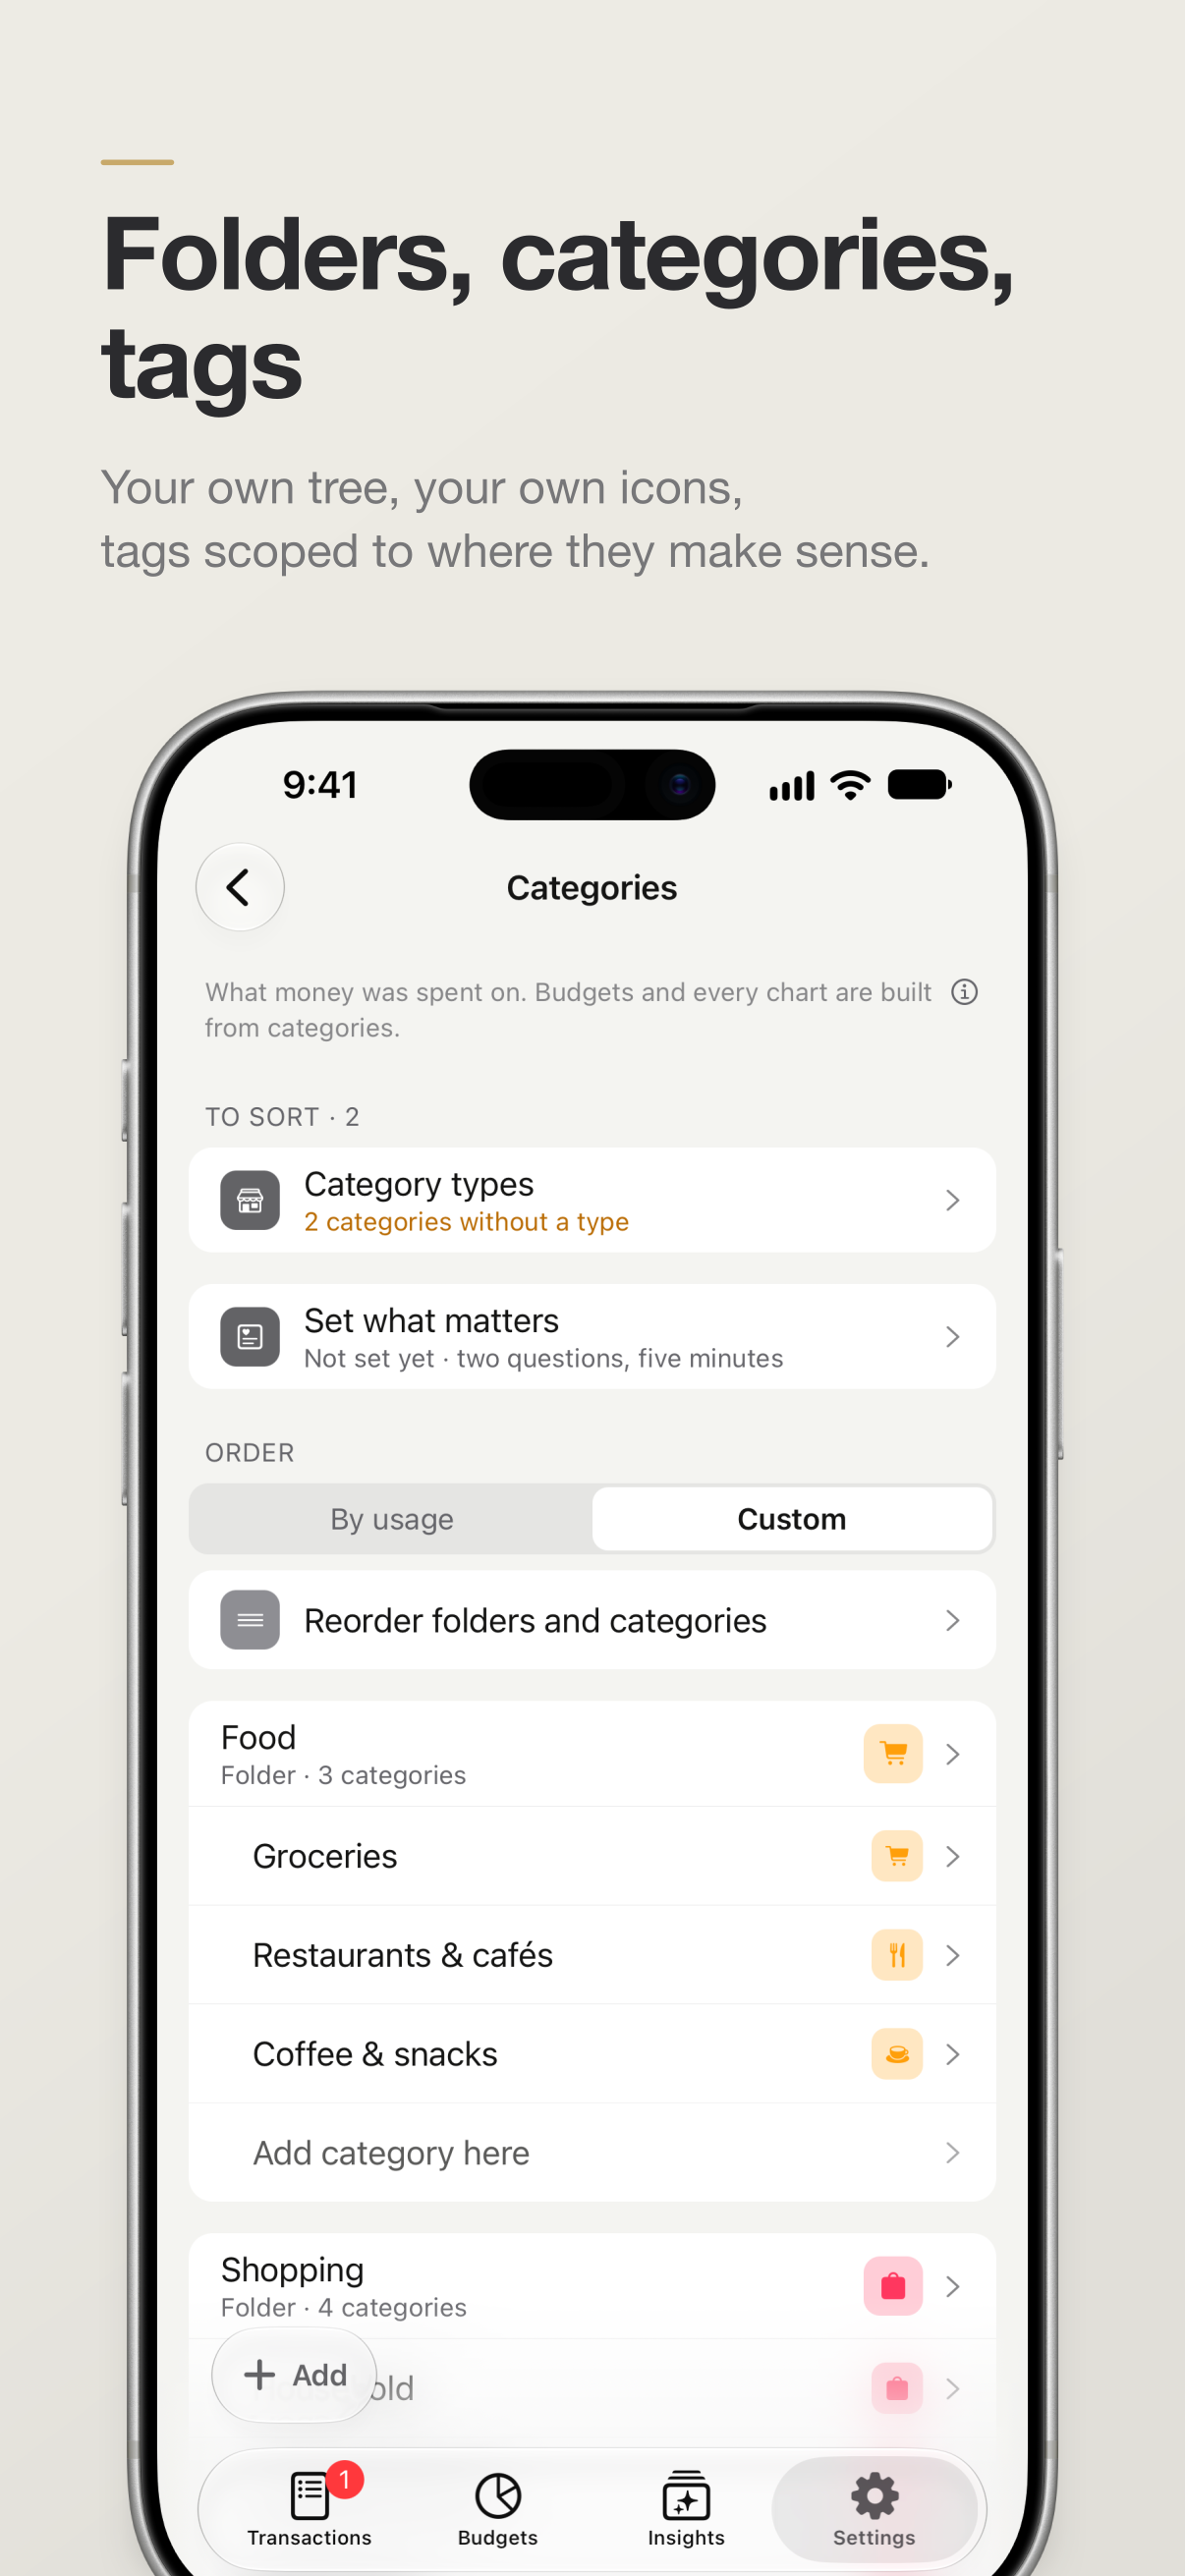 Folders, categories,
tags
Your own tree, your own icons,
tags scoped to where they make sense.
9:41
Categories
What money was spent on. Budgets and every chart are built
from categories.
TO SORT · 2
Category types
2 categories without a type
Set what matters
Not set yet · two questions, five minutes
ORDER
By usage
Custom
Reorder folders and categories
Food
Folder · 3 categories
Groceries
Restaurants & cafés
Coffee & snacks
Add category here
Shopping
Folder · 4 categories
Add
1
Transactions
Budgets
Insights
Settings